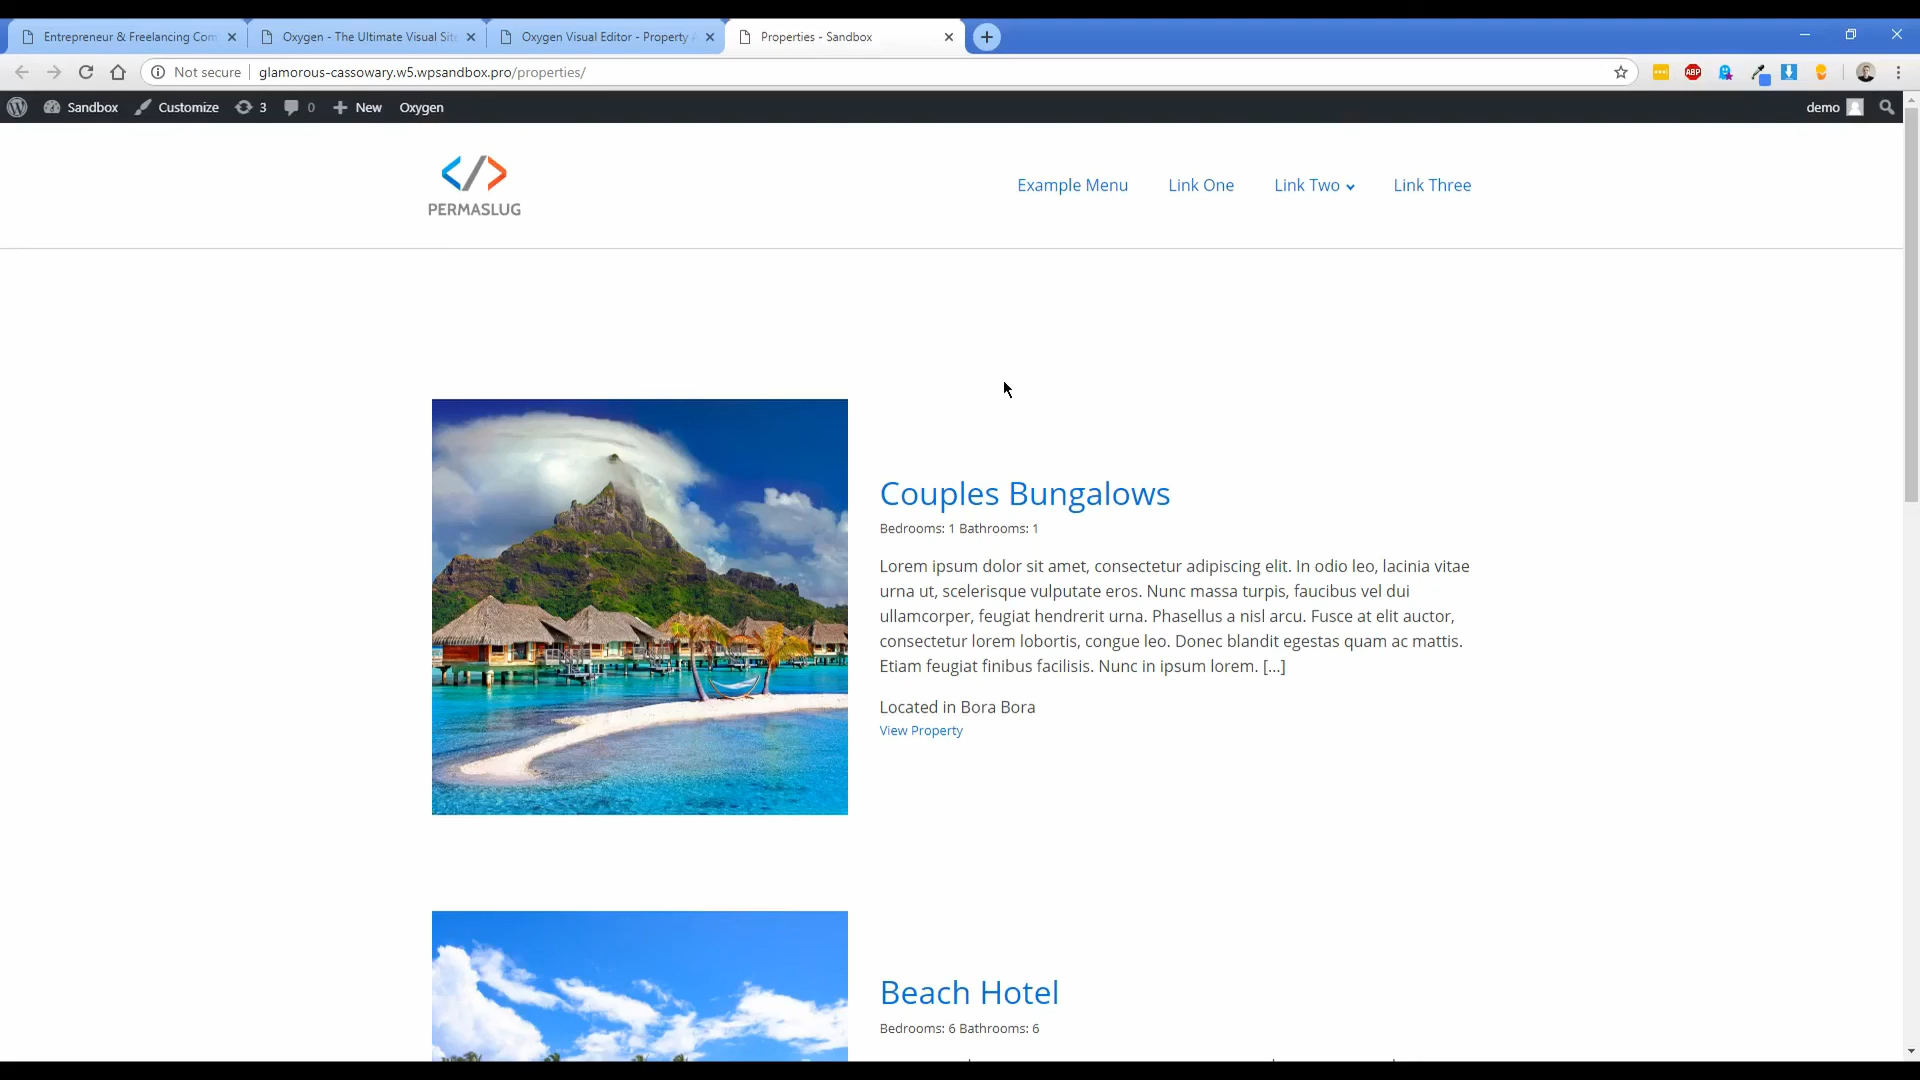 Entrepreneur & Freelancing Com
Oxygen - The Ultimate Visual Site
Oxygen Visual Editor - Property A
Properties - Sandbox
Not secure
glamorous-cassowary.w5.wpsandbox.pro/properties/
ABP
Sandbox
Customize
3
0
New
Oxygen
demo
</>
PERMASLUG
Example Menu
Link One
Link Two
Link Three
Couples Bungalows
Bedrooms: 1 Bathrooms: 1
Lorem ipsum dolor sit amet, consectetur adipiscing elit. In odio leo, lacinia vitae
urna ut, scelerisque vulputate eros. Nunc massa turpis, faucibus vel dui
ullamcorper, feugiat hendrerit urna. Phasellus a nisl arcu. Fusce at elit auctor,
consectetur lorem lobortis, congue leo. Donec blandit egestas quam ac mattis.
Etiam feugiat finibus facilisis. Nunc in ipsum lorem. [...]
Located in Bora Bora
View Property
Beach Hotel
Bedrooms: 6 Bathrooms: 6